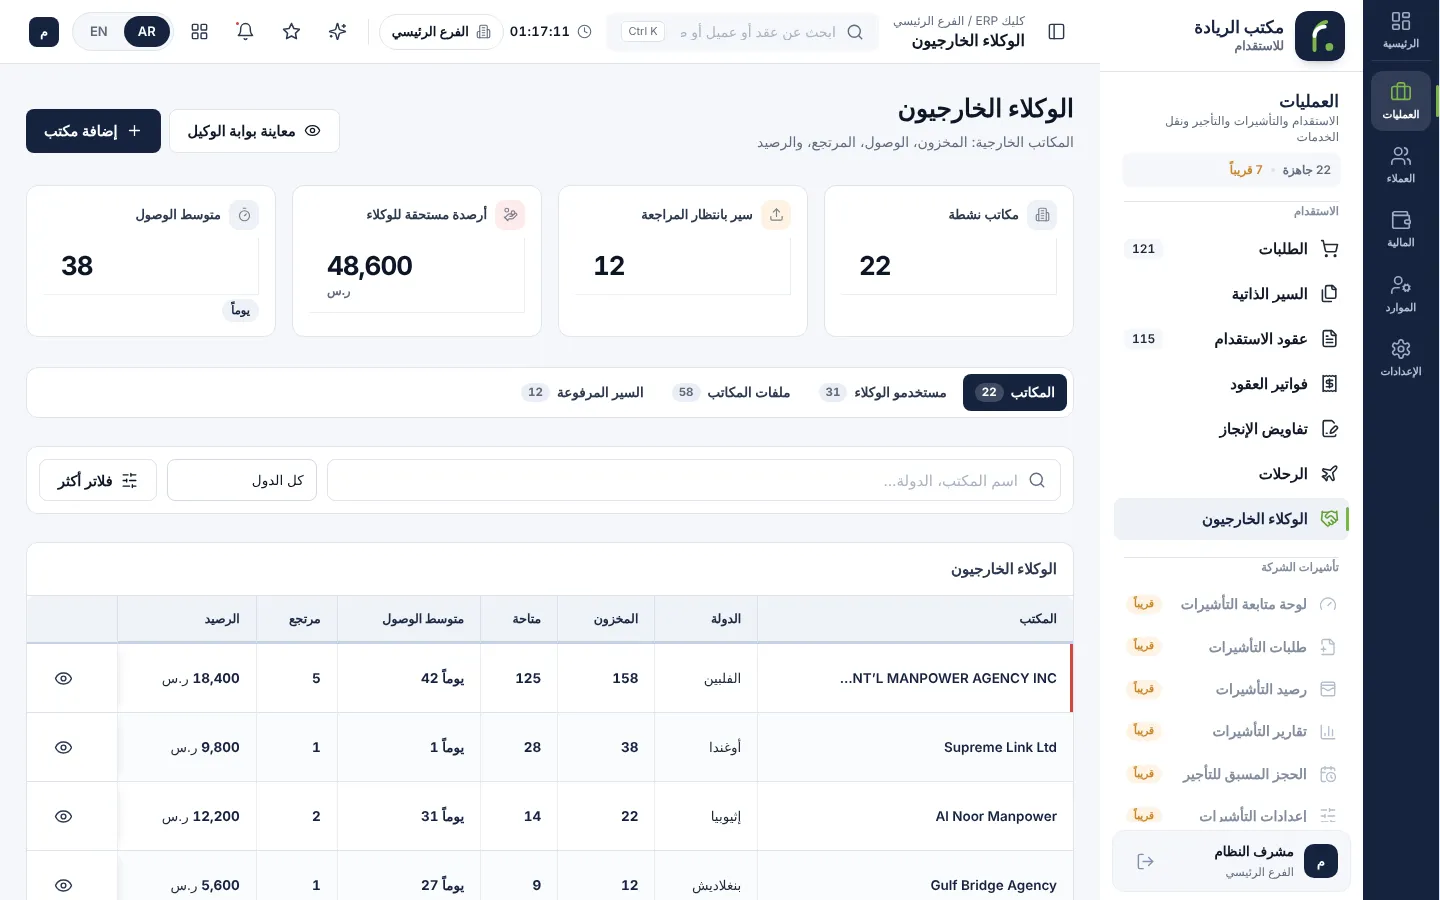 الرئيسية
العمليات
العملاء
المالية
الموارد
الإعدادات
مكتب الريادة
للاستقدام
العمليات
الاستقدام والتأشيرات والتأجير ونقل
الخدمات
22 جاهزة • 7 قريباً
الاستقدام
الطلبات 121
السير الذاتية
عقود الاستقدام 115
فواتير العقود
تفاويض الإنجاز
الرحلات
الوكلاء الخارجيون
تأشيرات الشركة
لوحة متابعة التأشيرات قريباً
طلبات التأشيرات قريباً
رصيد التأشيرات قريباً
تقارير التأشيرات قريباً
الحجز المسبق للتأجير قريباً
إعدادات التأشيرات قريباً
م
مشرف النظام
الفرع الرئيسي
كليك ERP / الفرع الرئيسي
الوكلاء الخارجيون
ابحث عن عقد أو عميل أو Ctrl K
01:17:11
الفرع الرئيسي
AR EN
م
الوكلاء الخارجيون
المكاتب الخارجية: المخزون، الوصول، المرتجع، والرصيد
معاينة بوابة الوكيل
إضافة مكتب
مكاتب نشطة
22
سير بانتظار المراجعة
12
أرصدة مستحقة للوكلاء
48,600
ر.س
متوسط الوصول
38
يوماً
المكاتب 22 مستخدمو الوكلاء 31 ملفات المكاتب 58 السير المرفوعة 12
اسم المكتب، الدولة...
كل الدول
فلاتر أكثر
الوكلاء الخارجيون
المكتب الدولة المخزون متاحة متوسط الوصول مرتجع الرصيد
NT’L MANPOWER AGENCY INC... الفلبين 158 125 42 يوماً 5 18,400 ر.س
Supreme Link Ltd أوغندا 38 28 1 يوماً 1 9,800 ر.س
Al Noor Manpower إثيوبيا 22 14 31 يوماً 2 12,200 ر.س
Gulf Bridge Agency بنغلاديش 12 9 27 يوماً 1 5,600 ر.س